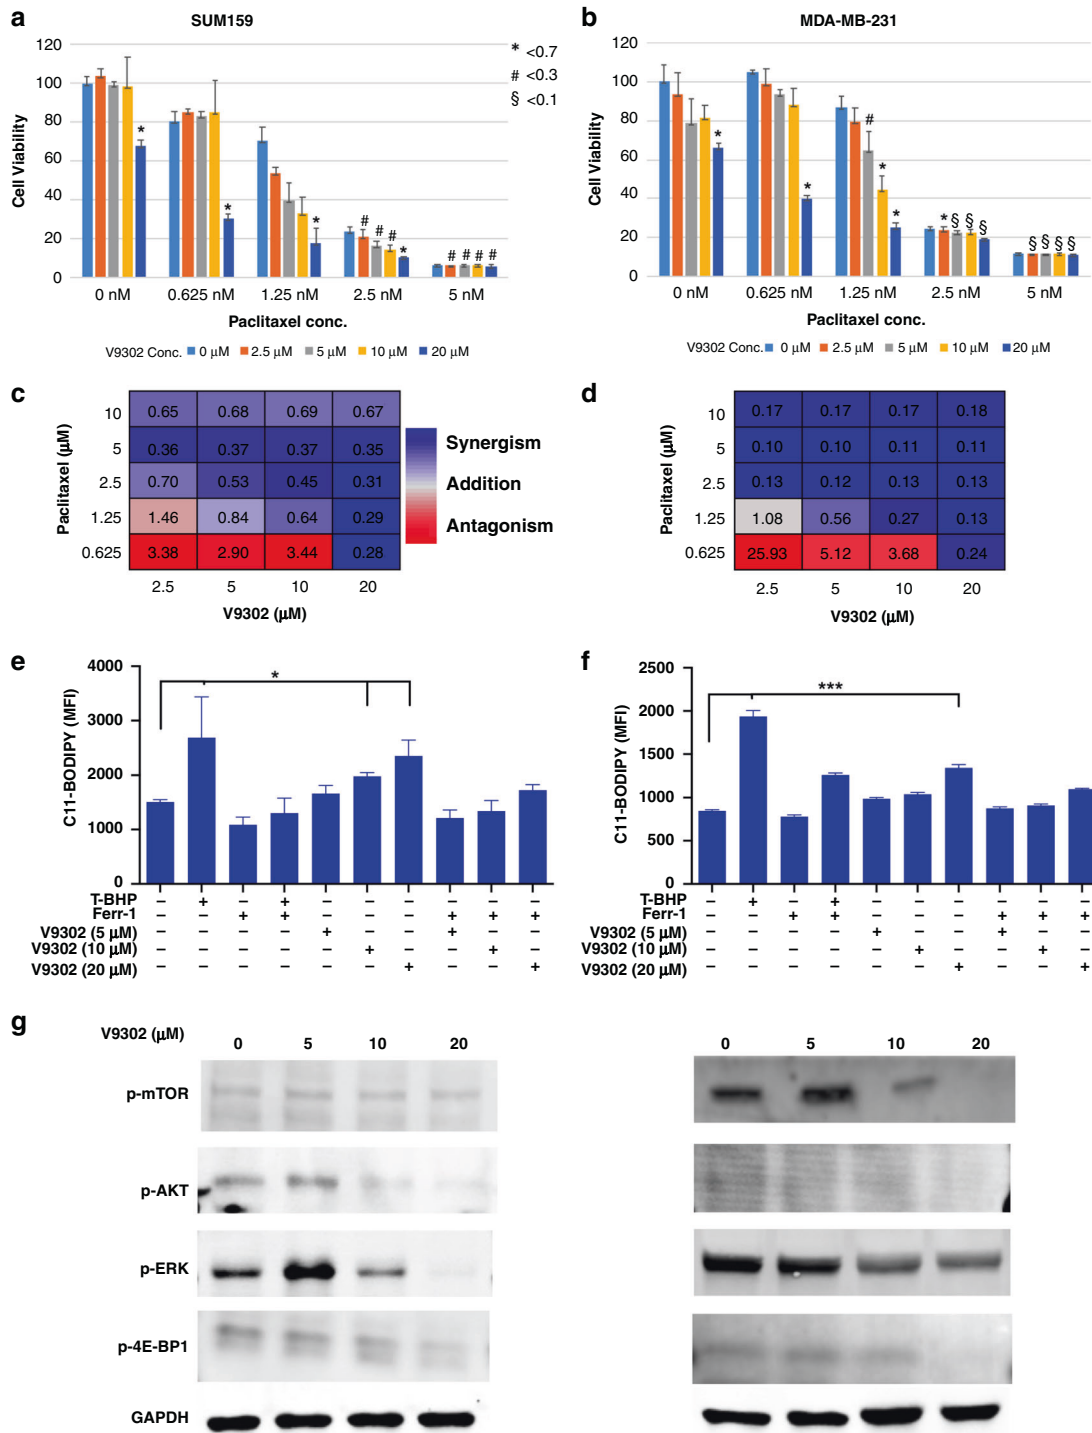 a
SUM159
120
100
80
60
40
20
0
Cell Viability
* <0.7
# <0.3
§ <0.1
*
*
*
# # # *
# # # #
0 nM 0.625 nM 1.25 nM 2.5 nM 5 nM
Paclitaxel conc.
V9302 Conc. 0 µM 2.5 µM 5 µM 10 µM 20 µM
b
MDA-MB-231
120
100
80
60
40
20
0
Cell Viability
*
*
# * *
* § § §
§ § § §
0 nM 0.625 nM 1.25 nM 2.5 nM 5 nM
Paclitaxel conc.
V9302 Conc. 0 µM 2.5 µM 5 µM 10 µM 20 µM
c
Paclitaxel (µM)
10 0.65 0.68 0.69 0.67
5 0.36 0.37 0.37 0.35
2.5 0.70 0.53 0.45 0.31
1.25 1.46 0.84 0.64 0.29
0.625 3.38 2.90 3.44 0.28
2.5 5 10 20
V9302 (µM)
Synergism
Addition
Antagonism
d
Paclitaxel (µM)
10 0.17 0.17 0.17 0.18
5 0.10 0.10 0.11 0.11
2.5 0.13 0.12 0.13 0.13
1.25 1.08 0.56 0.27 0.13
0.625 25.93 5.12 3.68 0.24
2.5 5 10 20
V9302 (µM)
e
4000
3000
2000
1000
0
C11-BODIPY (MFI)
*
T-BHP – + – + – – – – – –
Ferr-1 – – + + – – – + + +
V9302 (5 µM) – – – – + – – + – –
V9302 (10 µM) – – – – – + – – + –
V9302 (20 µM) – – – – – – + – – +
f
2500
2000
1500
1000
500
0
C11-BODIPY (MFI)
***
T-BHP – + – + – – – – – –
Ferr-1 – – + + – – – + + +
V9302 (5 µM) – – – – + – – + – –
V9302 (10 µM) – – – – – + – – + –
V9302 (20 µM) – – – – – – + – – +
g
V9302 (µM) 0 5 10 20
0 5 10 20
p-mTOR
p-AKT
p-ERK
p-4E-BP1
GAPDH